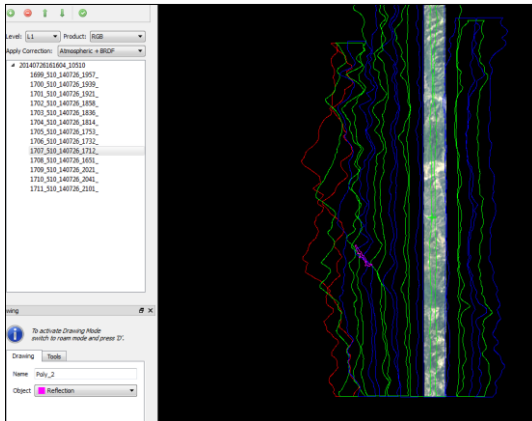 Level: L1 Product: RGB
Apply Correction: Atmospheric + BRDF
20140726161604_10510
1699_510_140726_1957_
1700_510_140726_1939_
1701_510_140726_1921_
1702_510_140726_1858_
1703_510_140726_1836_
1704_510_140726_1814_
1705_510_140726_1753_
1706_510_140726_1732_
1707_510_140726_1712_
1708_510_140726_1651_
1709_510_140726_2021_
1710_510_140726_2041_
1711_510_140726_2101_
wing
To activate Drawing Mode
switch to roam mode and press 'D'.
Drawing Tools
Name Poly_2
Object Reflection